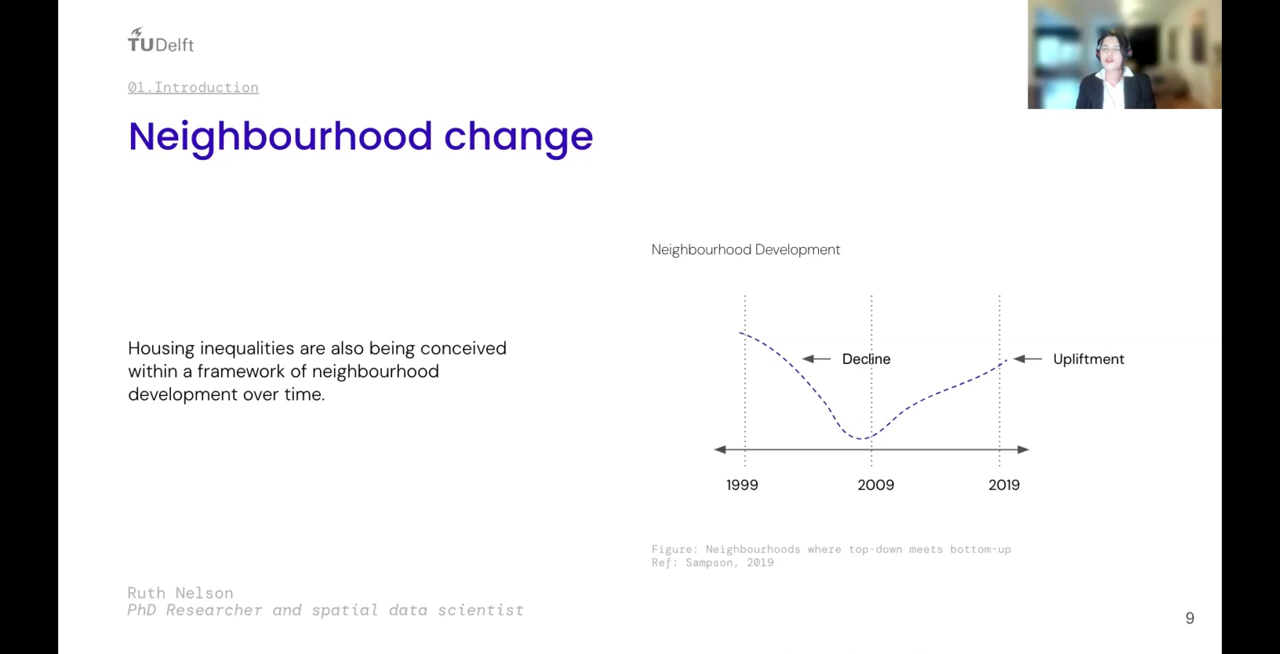 TUDelft
01.Introduction
Neighbourhood change
Housing inequalities are also being conceived
within a framework of neighbourhood
development over time.
Neighbourhood Development
Decline
Upliftment
1999
2009
2019
Figure: Neighbourhoods where top-down meets bottom-up
Ref: Sampson, 2019
Ruth Nelson
PhD Researcher and spatial data scientist
9